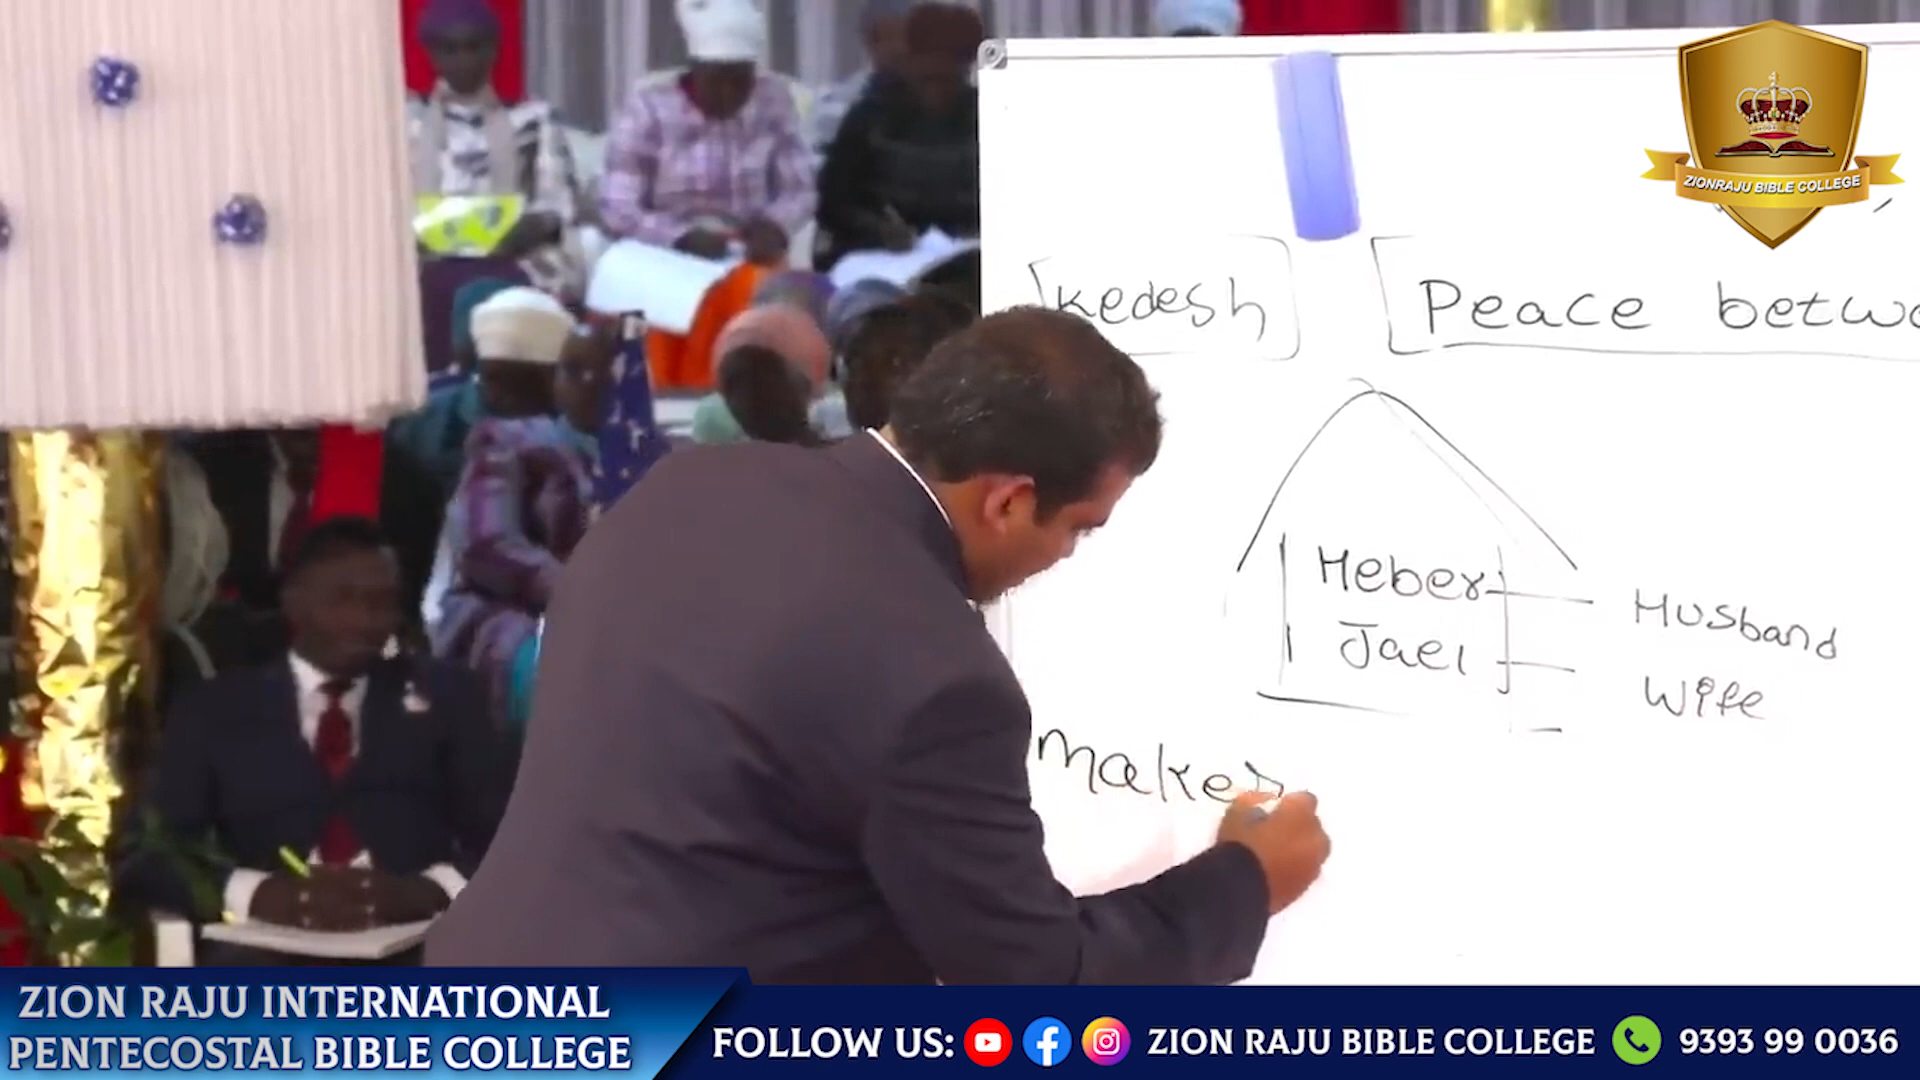 ZIONRAJU BIBLE COLLEGE
Kedesh
Peace betwe
Heber
Husband
Jael
Wife
Make
ZION RAJU INTERNATIONAL
PENTECOSTAL BIBLE COLLEGE
FOLLOW US: ZION RAJU BIBLE COLLEGE 9393 99 0036